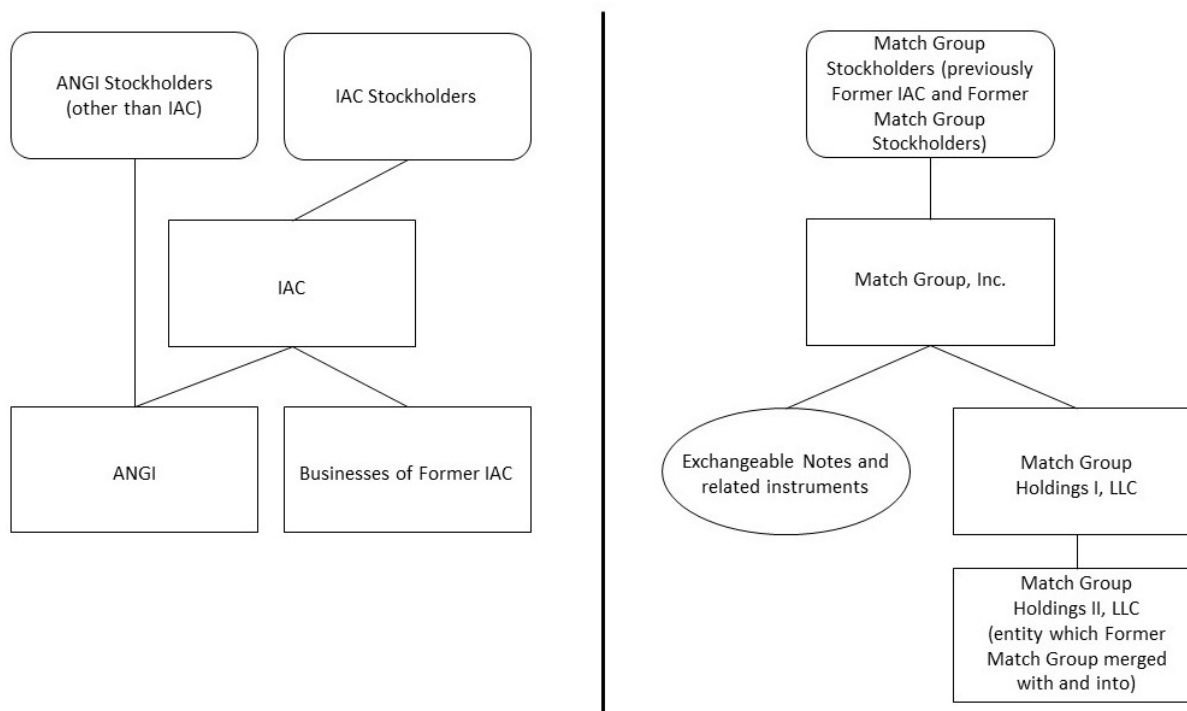 ANGI Stockholders
(other than IAC)
IAC Stockholders
IAC
ANGI
Businesses of Former IAC
Match Group
Stockholders (previously
Former IAC and Former
Match Group
Stockholders)
Match Group, Inc.
Exchangeable Notes and
related instruments
Match Group
Holdings I, LLC
Match Group
Holdings II, LLC
(entity which Former
Match Group merged
with and into)